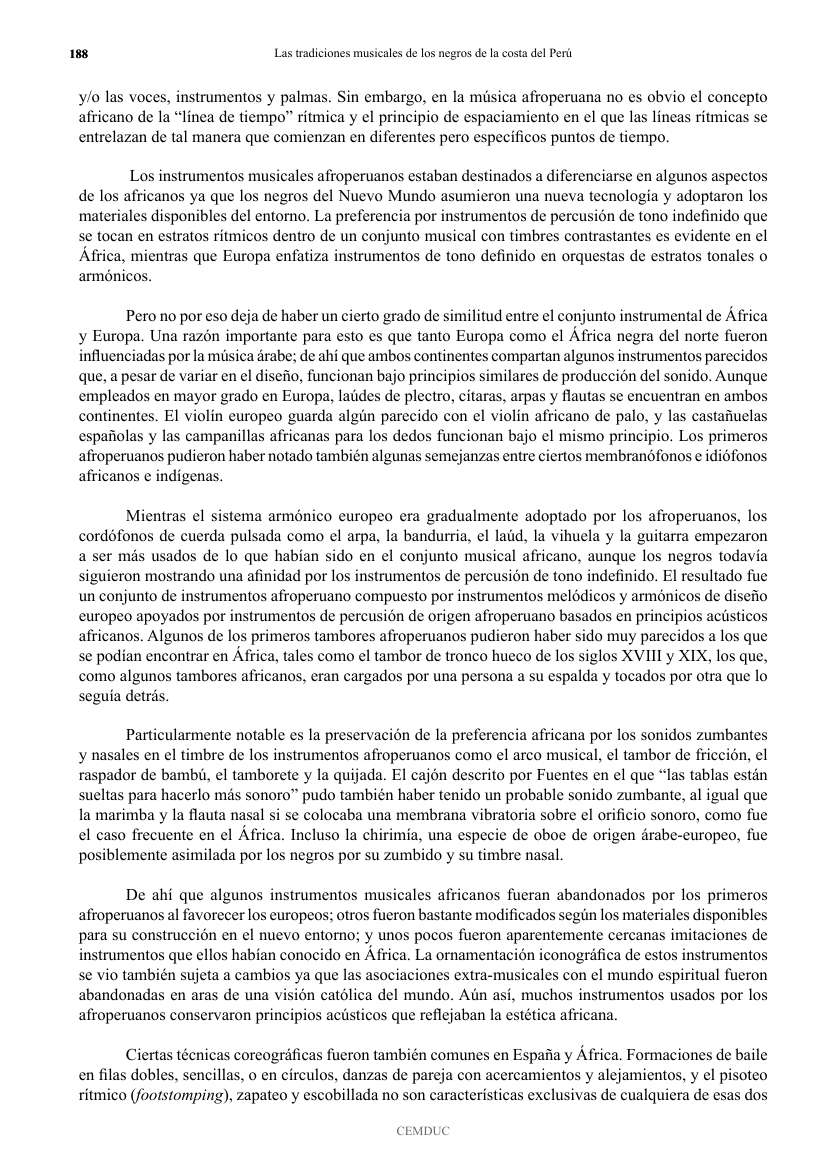 188
Las tradiciones musicales de los negros de la costa del Perú
y/o las voces, instrumentos y palmas. Sin embargo, en la música afroperuana no es obvio el concepto
africano de la “línea de tiempo” rítmica y el principio de espaciamiento en el que las líneas rítmicas se
entrelazan de tal manera que comienzan en diferentes pero específicos puntos de tiempo.
Los instrumentos musicales afroperuanos estaban destinados a diferenciarse en algunos aspectos
de los africanos ya que los negros del Nuevo Mundo asumieron una nueva tecnología y adoptaron los
materiales disponibles del entorno. La preferencia por instrumentos de percusión de tono indefinido que
se tocan en estratos rítmicos dentro de un conjunto musical con timbres contrastantes es evidente en el
África, mientras que Europa enfatiza instrumentos de tono definido en orquestas de estratos tonales o
armónicos.
Pero no por eso deja de haber un cierto grado de similitud entre el conjunto instrumental de África
y Europa. Una razón importante para esto es que tanto Europa como el África negra del norte fueron
influenciadas por la música árabe; de ahí que ambos continentes compartan algunos instrumentos parecidos
que, a pesar de variar en el diseño, funcionan bajo principios similares de producción del sonido. Aunque
empleados en mayor grado en Europa, laúdes de plectro, cítaras, arpas y flautas se encuentran en ambos
continentes. El violín europeo guarda algún parecido con el violín africano de palo, y las castañuelas
españolas y las campanillas africanas para los dedos funcionan bajo el mismo principio. Los primeros
afroperuanos pudieron haber notado también algunas semejanzas entre ciertos membranófonos e idiófonos
africanos e indígenas.
Mientras el sistema armónico europeo era gradualmente adoptado por los afroperuanos, los
cordófonos de cuerda pulsada como el arpa, la bandurria, el laúd, la vihuela y la guitarra empezaron
a ser más usados de lo que habían sido en el conjunto musical africano, aunque los negros todavía
siguieron mostrando una afinidad por los instrumentos de percusión de tono indefinido. El resultado fue
un conjunto de instrumentos afroperuano compuesto por instrumentos melódicos y armónicos de diseño
europeo apoyados por instrumentos de percusión de origen afroperuano basados en principios acústicos
africanos. Algunos de los primeros tambores afroperuanos pudieron haber sido muy parecidos a los que
se podían encontrar en África, tales como el tambor de tronco hueco de los siglos XVIII y XIX, los que,
como algunos tambores africanos, eran cargados por una persona a su espalda y tocados por otra que lo
seguía detrás.
Particularmente notable es la preservación de la preferencia africana por los sonidos zumbantes
y nasales en el timbre de los instrumentos afroperuanos como el arco musical, el tambor de fricción, el
raspador de bambú, el tamborete y la quijada. El cajón descrito por Fuentes en el que “las tablas están
sueltas para hacerlo más sonoro” pudo también haber tenido un probable sonido zumbante, al igual que
la marimba y la flauta nasal si se colocaba una membrana vibratoria sobre el orificio sonoro, como fue
el caso frecuente en el África. Incluso la chirimía, una especie de oboe de origen árabe-europeo, fue
posiblemente asimilada por los negros por su zumbido y su timbre nasal.
De ahí que algunos instrumentos musicales africanos fueran abandonados por los primeros
afroperuanos al favorecer los europeos; otros fueron bastante modificados según los materiales disponibles
para su construcción en el nuevo entorno; y unos pocos fueron aparentemente cercanas imitaciones de
instrumentos que ellos habían conocido en África. La ornamentación iconográfica de estos instrumentos
se vio también sujeta a cambios ya que las asociaciones extra-musicales con el mundo espiritual fueron
abandonadas en aras de una visión católica del mundo. Aún así, muchos instrumentos usados por los
afroperuanos conservaron principios acústicos que reflejaban la estética africana.
Ciertas técnicas coreográficas fueron también comunes en España y África. Formaciones de baile
en filas dobles, sencillas, o en círculos, danzas de pareja con acercamientos y alejamientos, y el pisoteo
rítmico (footstomping), zapateo y escobillada no son características exclusivas de cualquiera de esas dos
CEMDUC